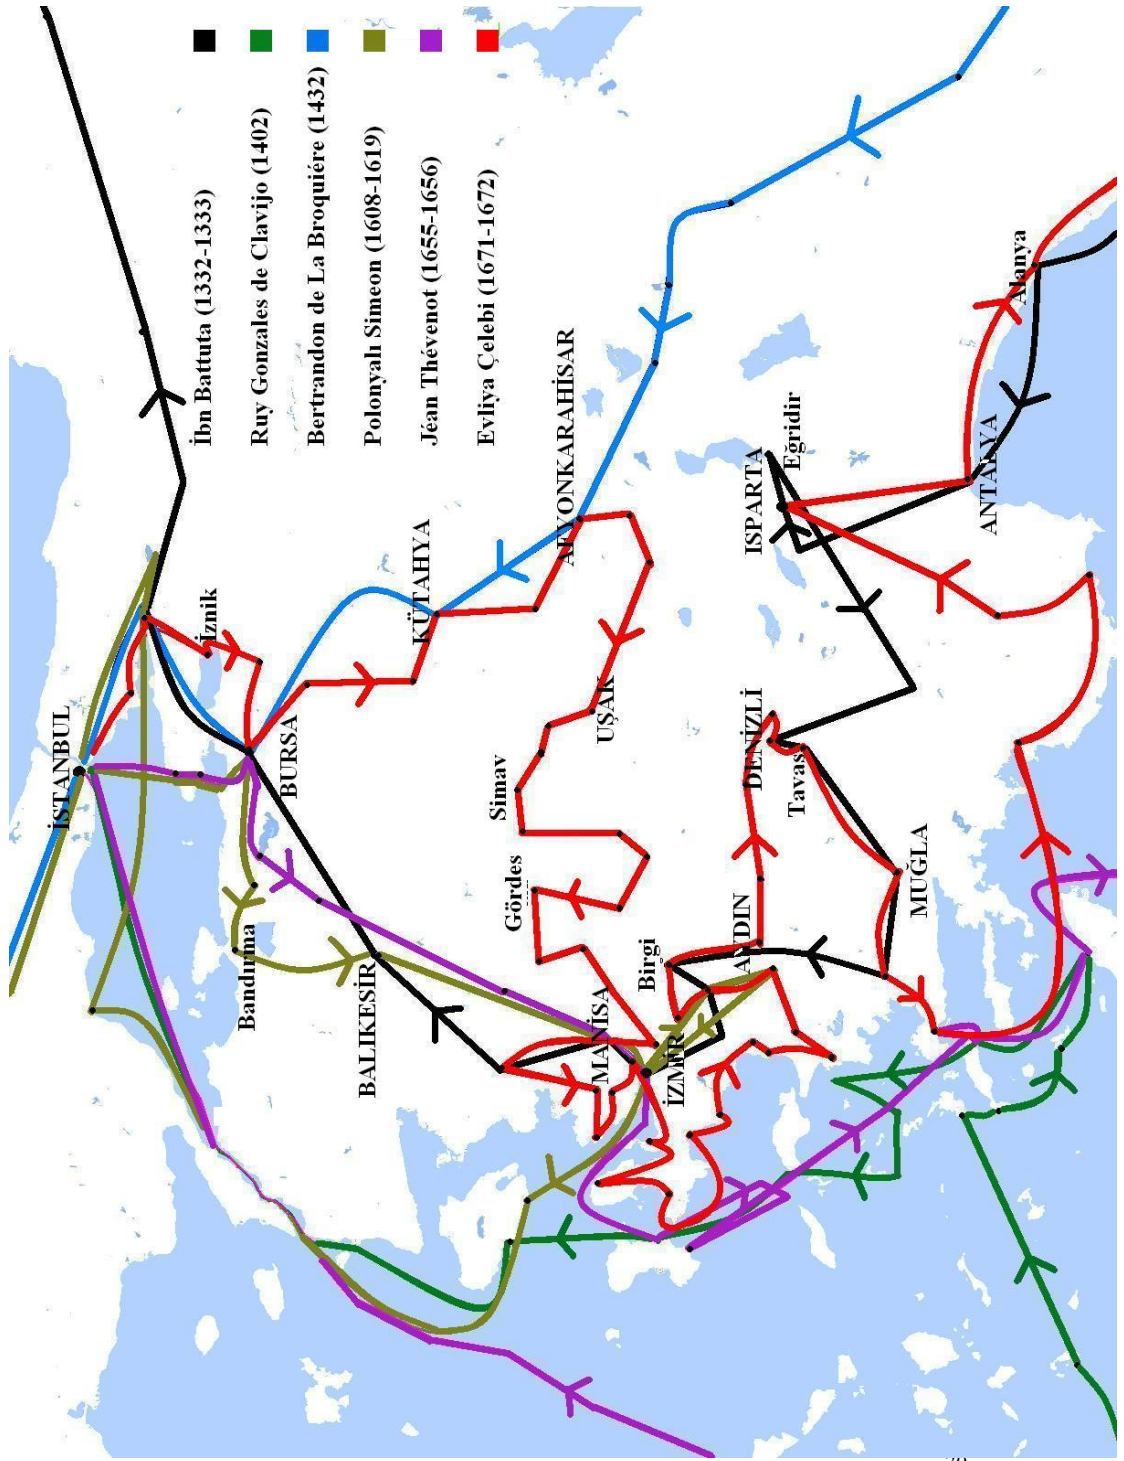 İbn Battuta (1332-1333)
Ruy Gonzales de Clavijo (1402)
Bertrandon de La Broquiére (1432)
Polonyalı Simeon (1608-1619)
Jéan Thévenot (1655-1656)
Evliya Çelebi (1671-1672)
İSTANBUL
İznik
BURSA
Bandırma
BALIKESİR
KÜTAHYA
AFYONKARAHİSAR
UŞAK
Simav
Gördes
MANİSA
İZMİR
Birgi
AYDIN
DENİZLİ
Tavas
MUĞLA
ISPARTA
Eğridir
ANTALYA
Alanya